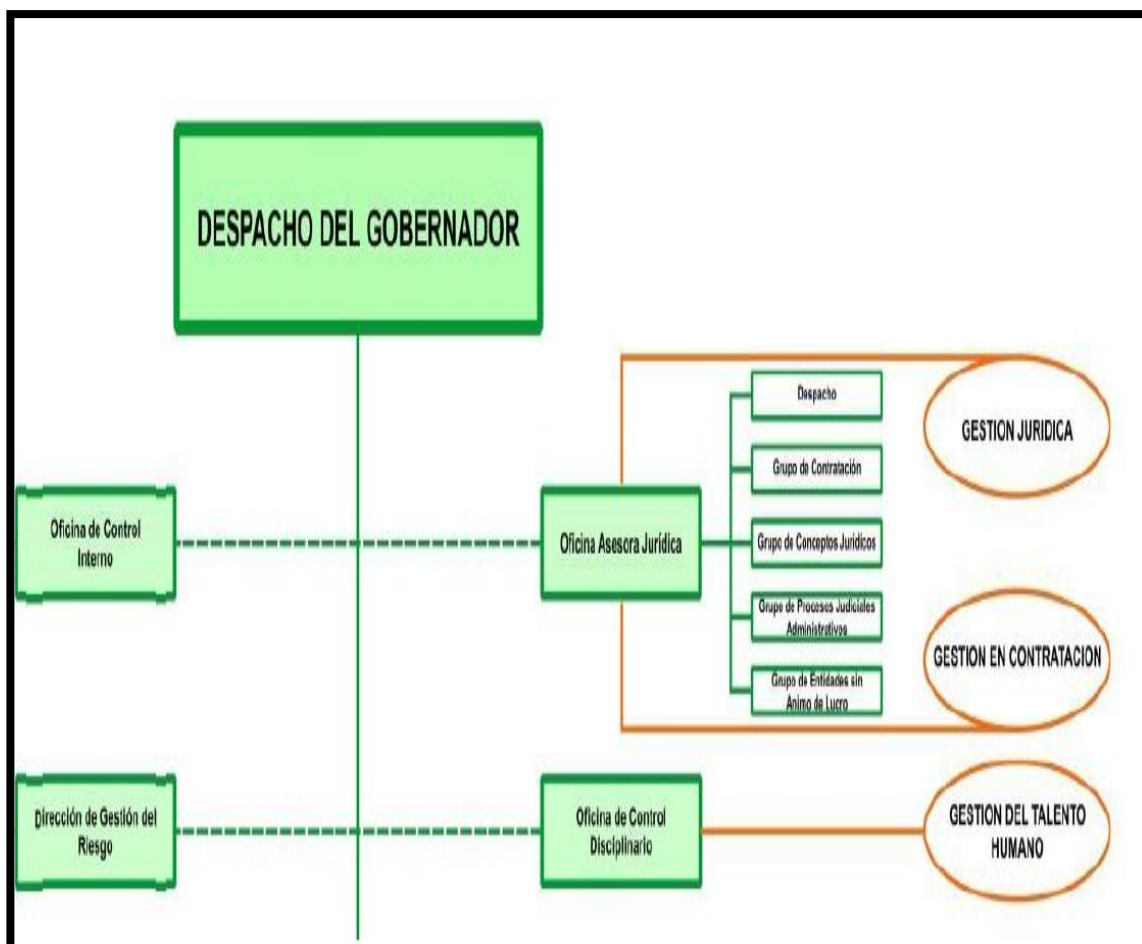 DESPACHO DEL GOBERNADOR
Despacho
GESTION JURIDICA
Grupo de Contratación
Oficina de Control
Interno
Oficina Asesora Jurídica
Grupo de Conceptos Jurídicos
Grupo de Procesos Judiciales
Administrativos
GESTION EN CONTRATACION
Grupo de Entidades sin
Animo de Lucro
Dirección de Gestión del
Riesgo
Oficina de Control
Disciplinario
GESTION DEL TALENTO
HUMANO